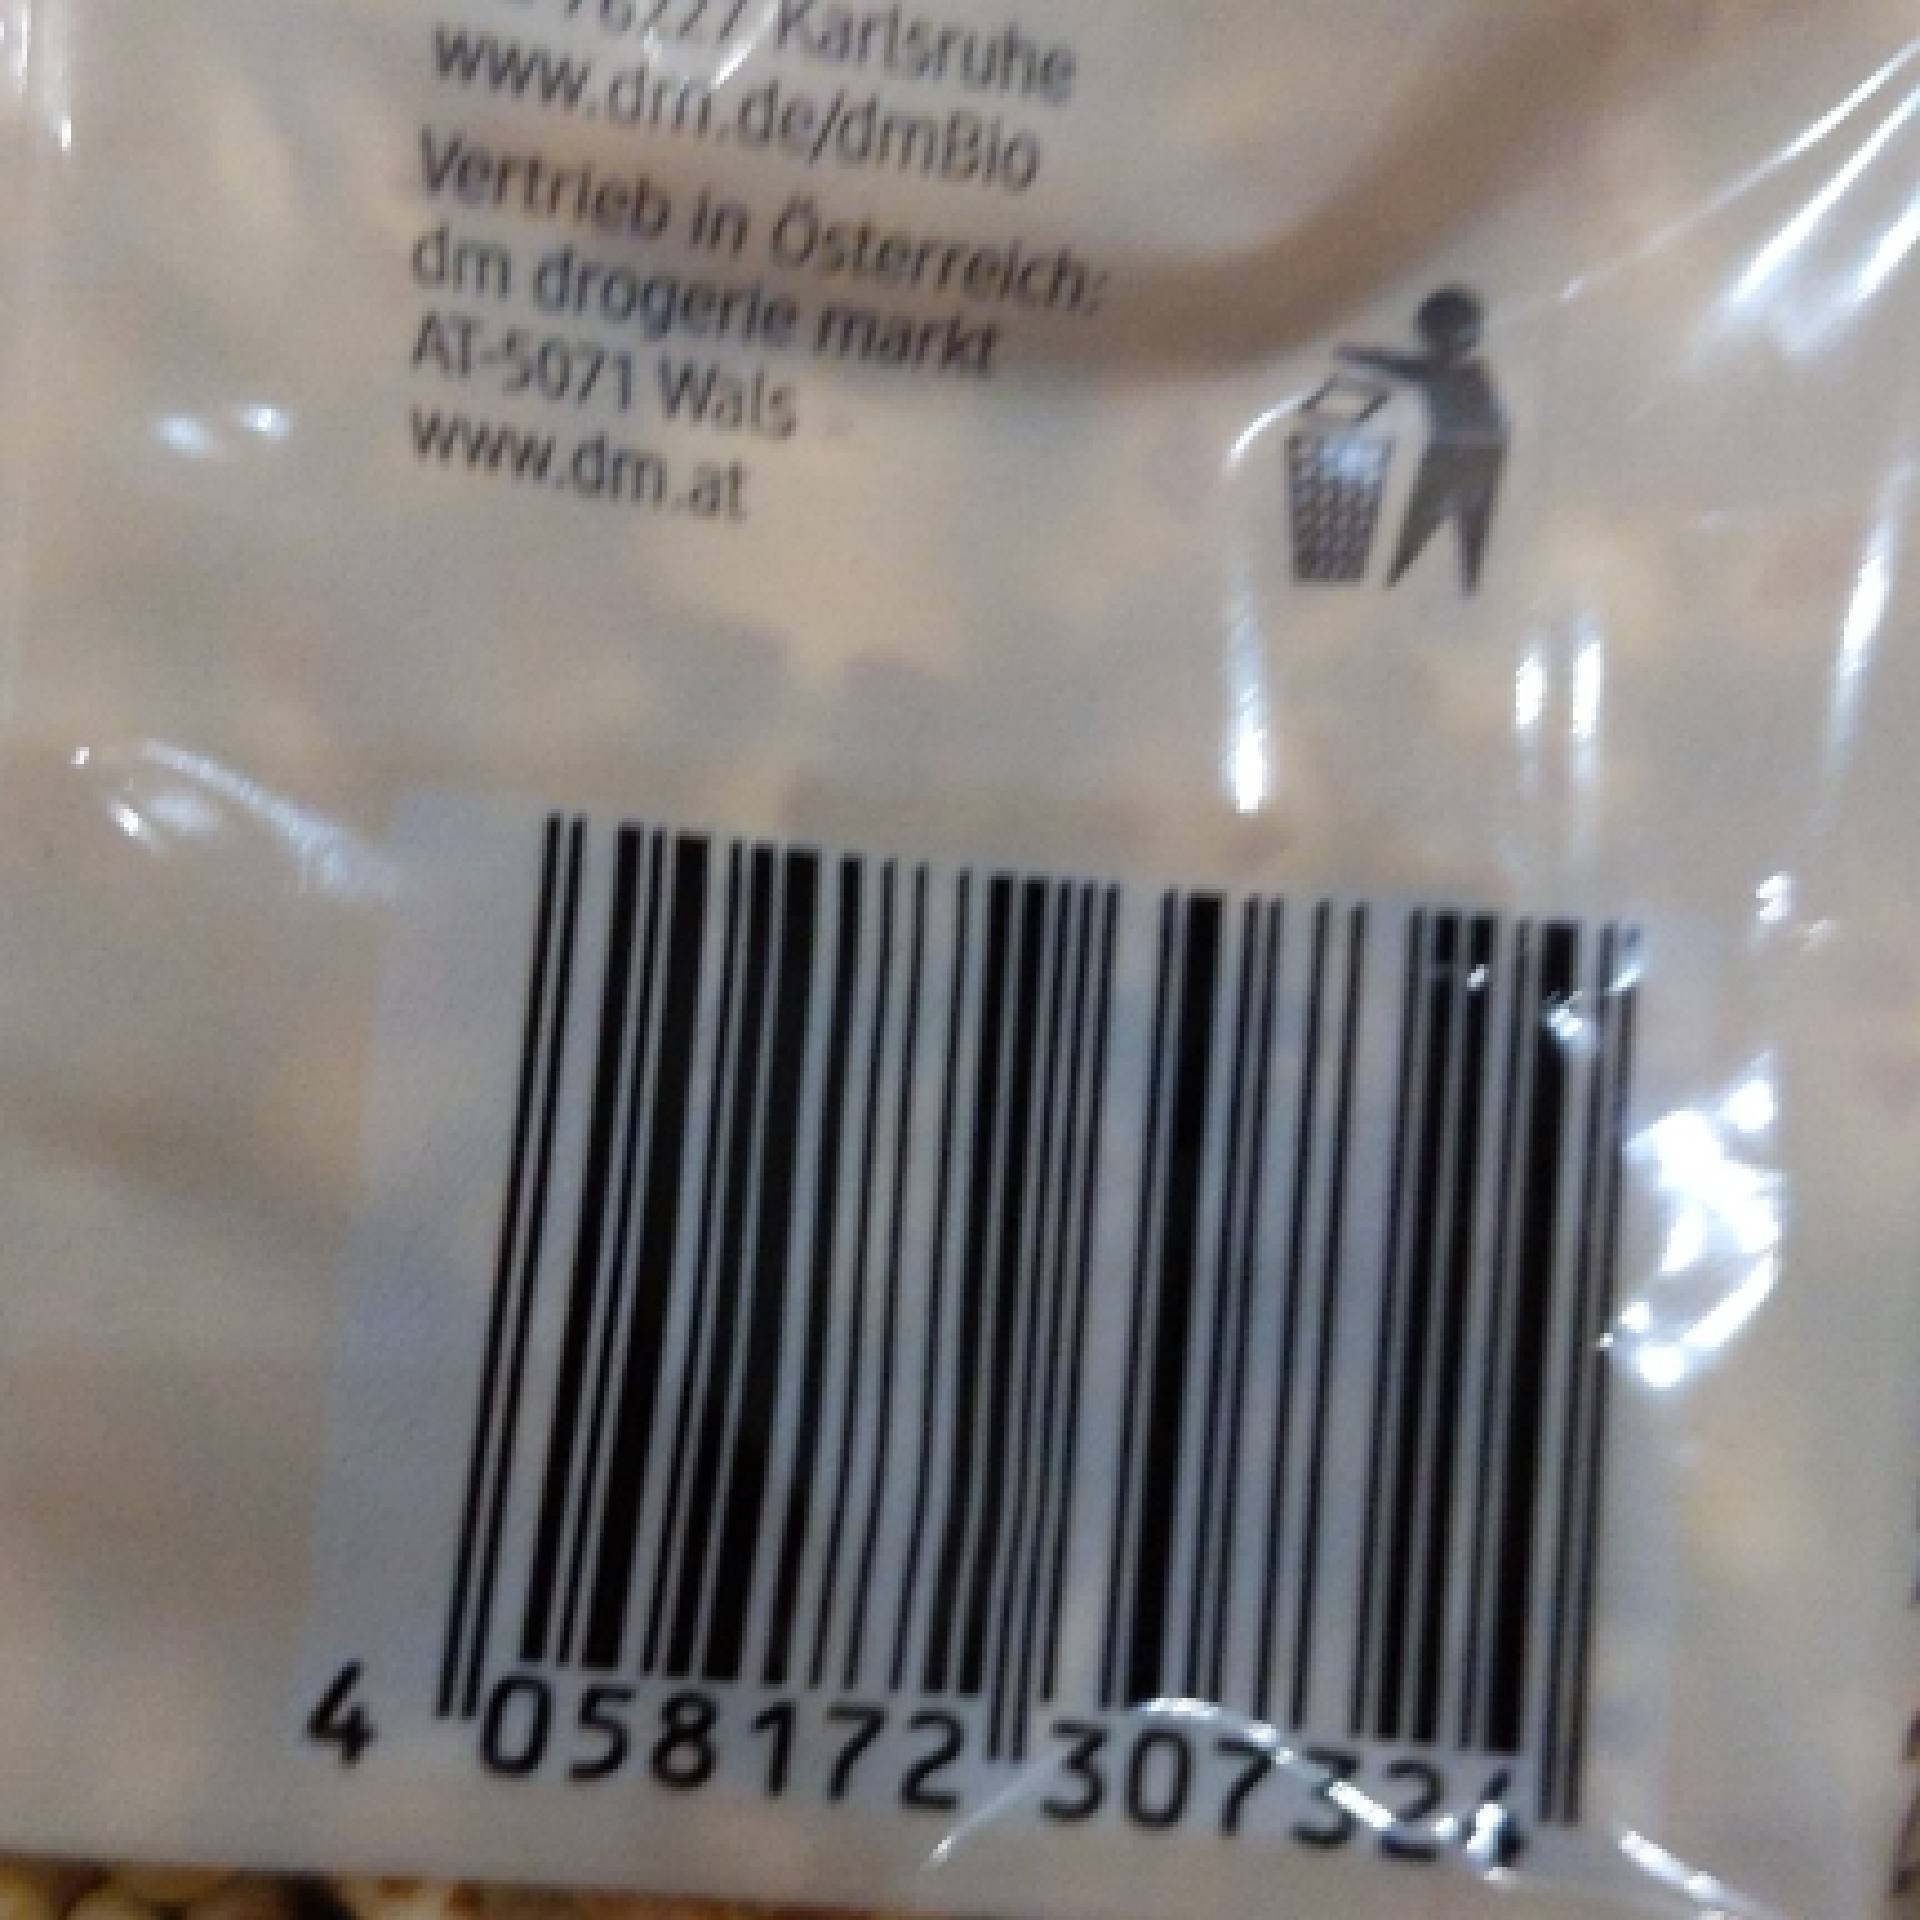 76227 Karlsruhe
www.dm.de/dmBio
Vertrieb in Österreich:
dm drogerie markt
AT-5071 Wals
www.dm.at
4 058172 307324